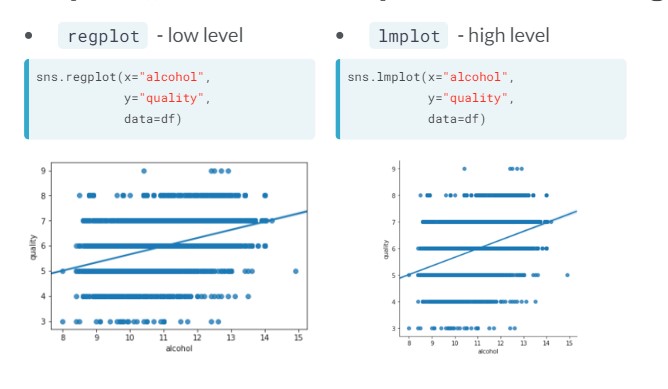 • regplot - low level
sns.regplot(x="alcohol",
y="quality",
data=df)
9
8
7
6
5
4
3
quality
8 9 10 11 12 13 14 15
alcohol
• lmplot - high level
sns.lmplot(x="alcohol",
y="quality",
data=df)
9
8
7
6
5
4
3
quality
8 9 10 11 12 13 14 15
alcohol